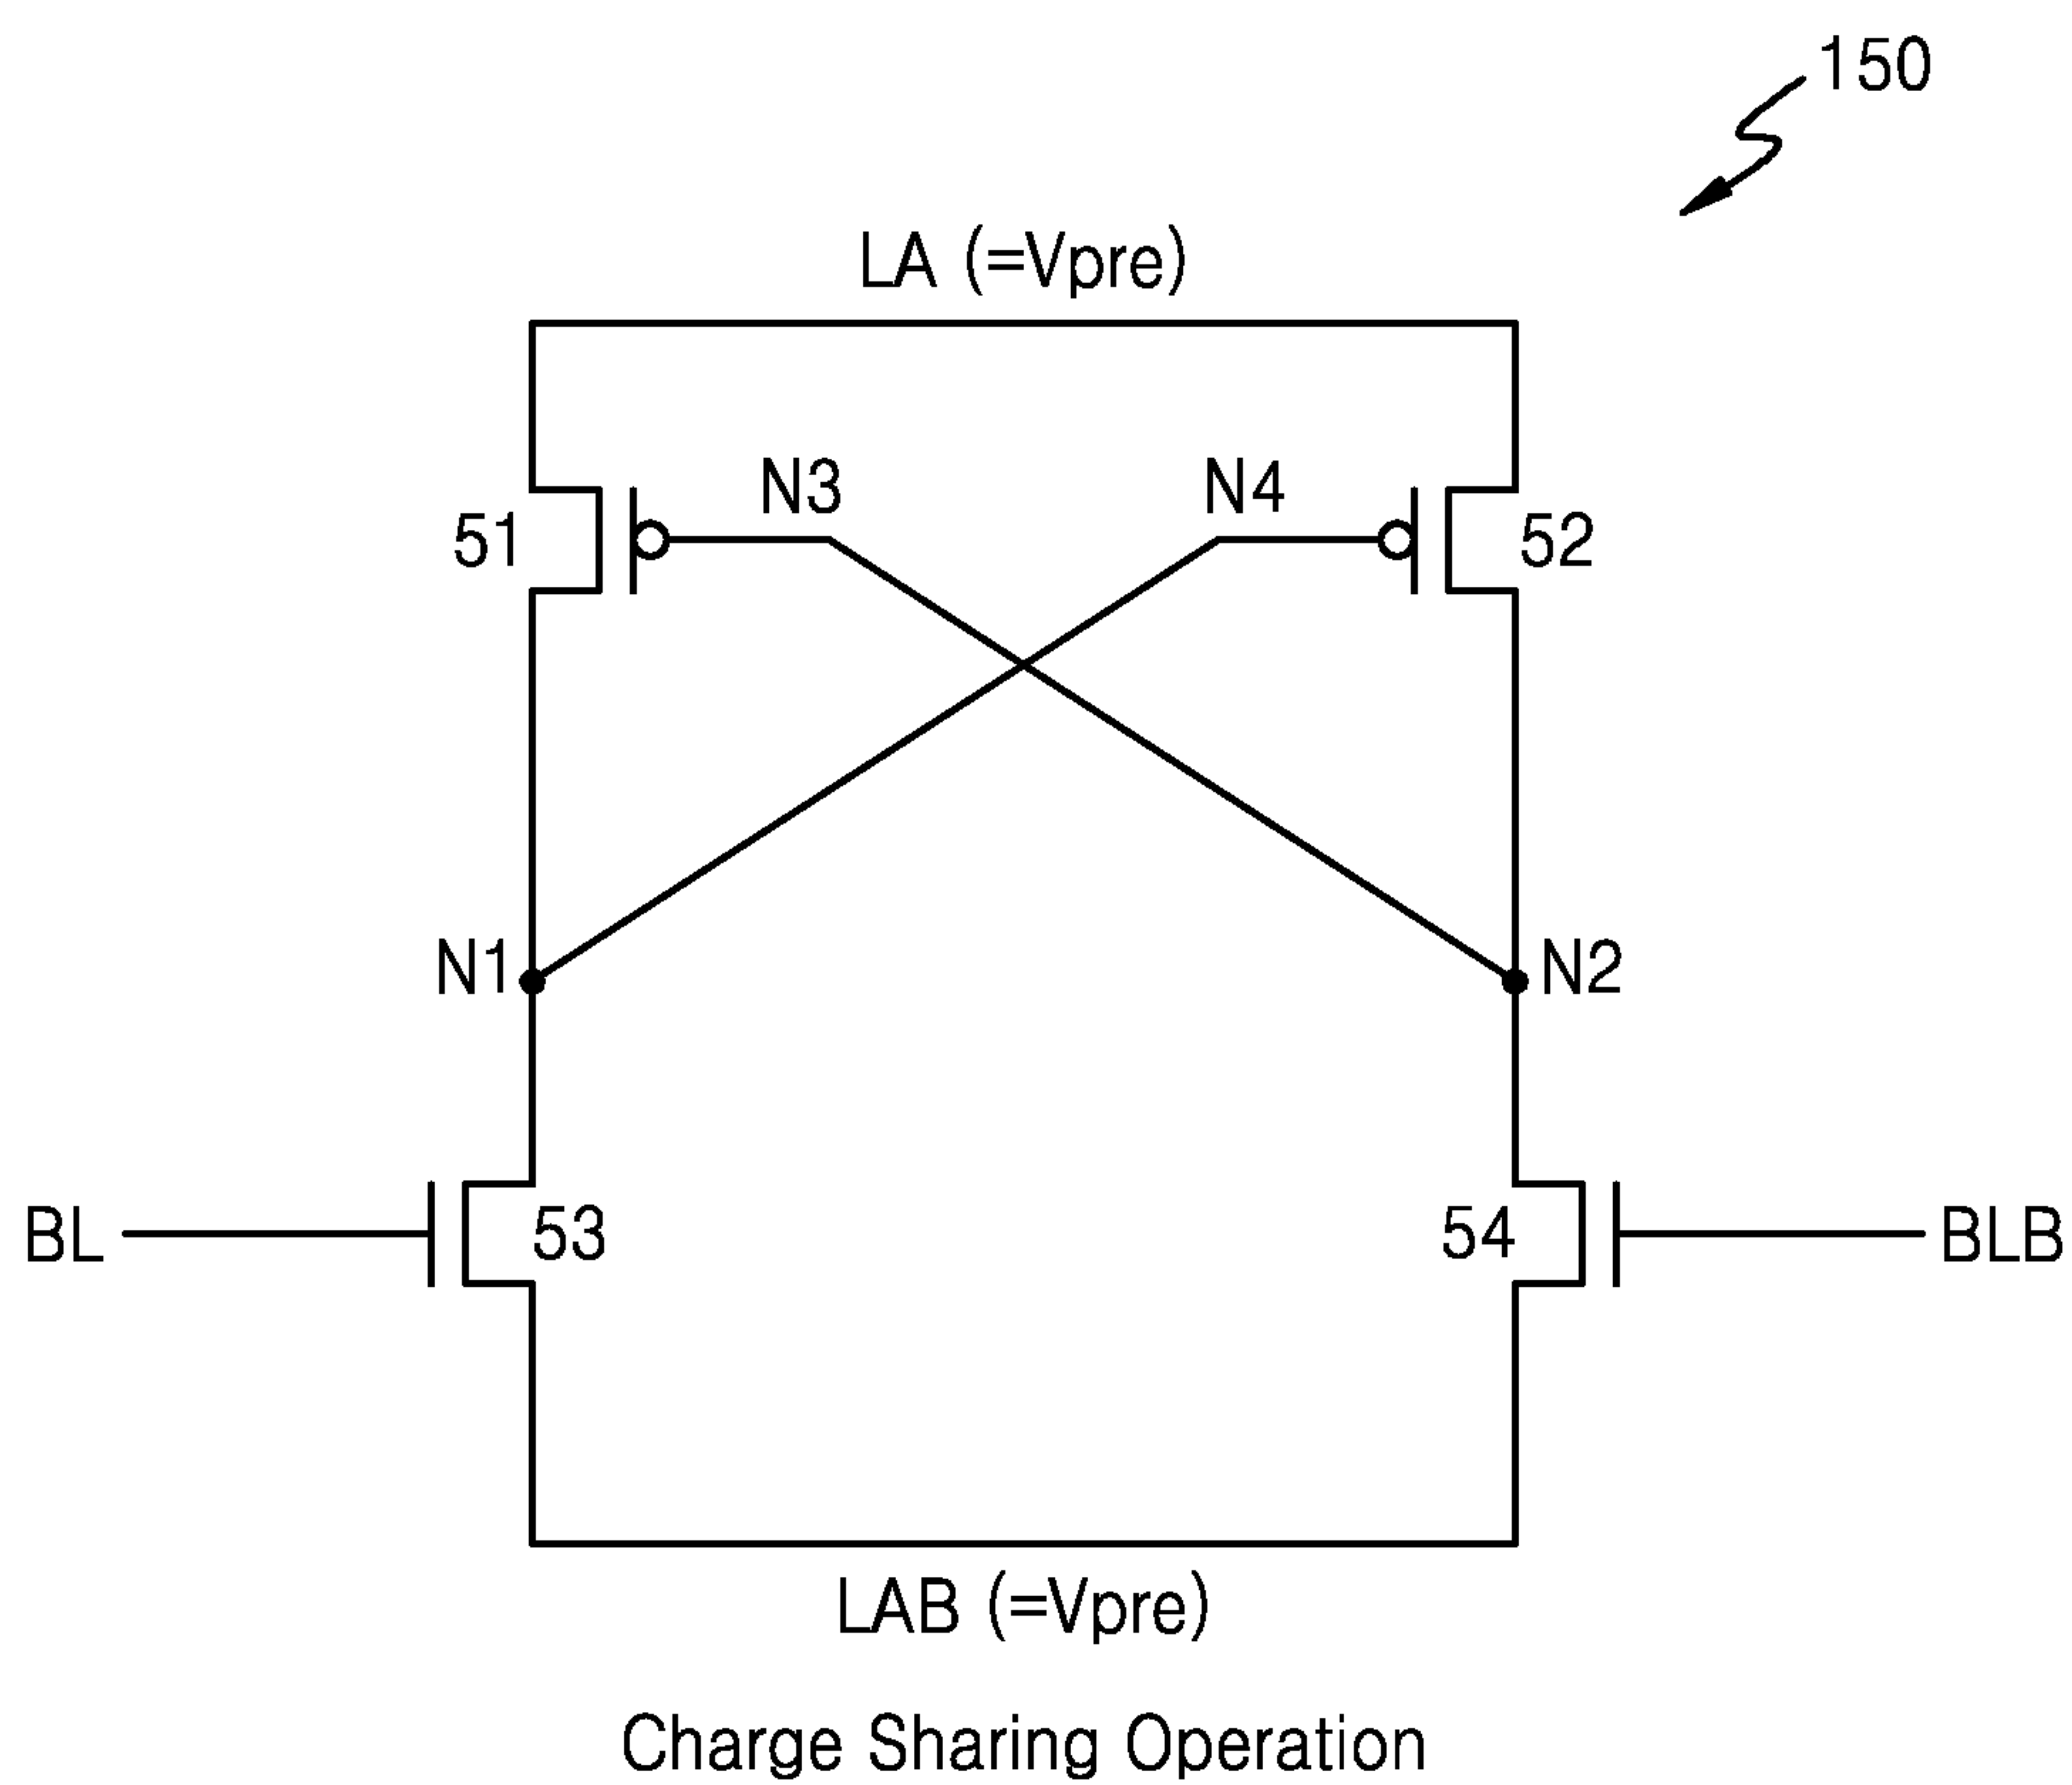 150
LA (=Vpre)
N3
N4
51
52
N1
N2
BL
53
54
BLB
LAB (=Vpre)
Charge Sharing Operation